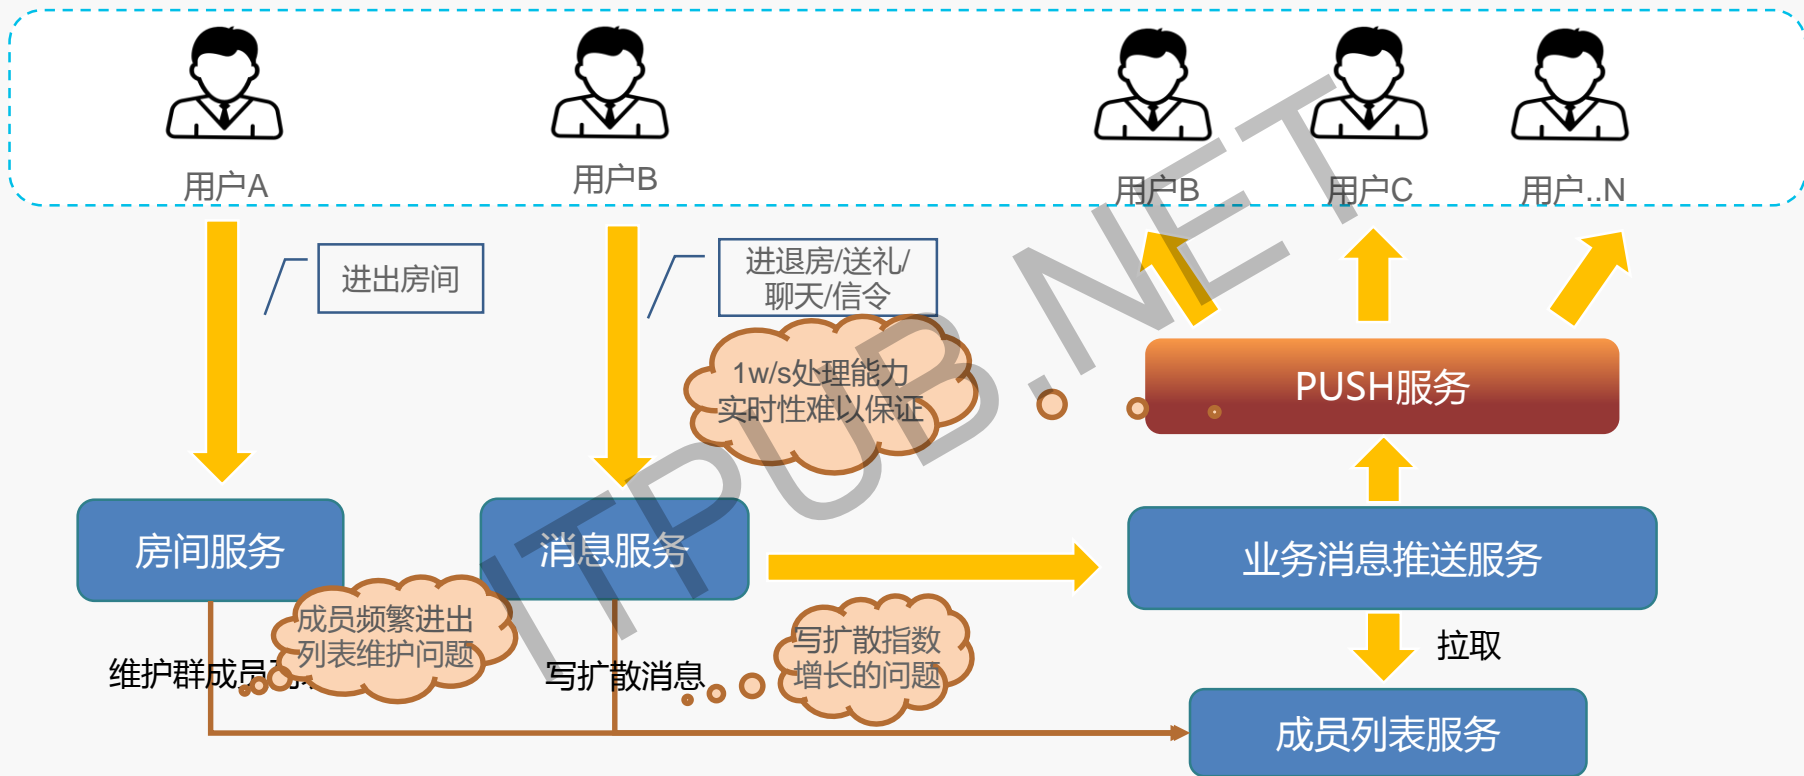 用户A
用户B
用户B
用户C
用户..N
进出房间
进退房/送礼/
聊天/信令
1w/s处理能力
实时性难以保证
PUSH服务
房间服务
消息服务
业务消息推送服务
成员频繁进出
列表维护问题
写扩散指数
增长的问题
维护群成员
写扩散消息
拉取
成员列表服务
ITPUB.NET